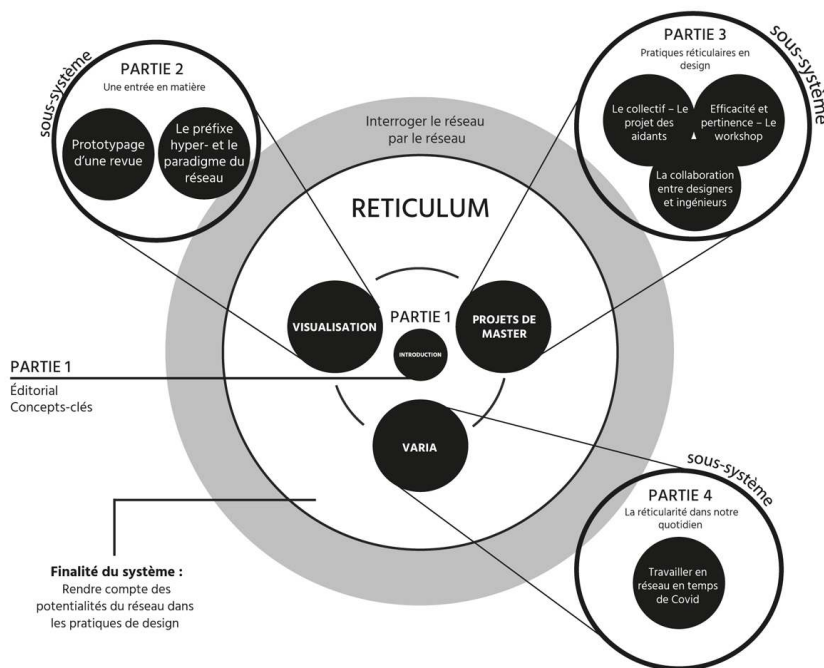 sous-système
PARTIE 2
Une entrée en matière
Prototypage
d'une revue
Le préfixe
hyper- et le
paradigme du
réseau
sous-système
PARTIE 3
Pratiques réticulaires en
design
Le collectif – Le
projet des
aidants
Efficacité et
pertinence – Le
workshop
La collaboration
entre designers
et ingénieurs
Interroger le réseau
par le réseau
RETICULUM
VISUALISATION
PARTIE 1
INTRODUCTION
PROJETS DE
MASTER
VARIA
PARTIE 1
Éditorial
Concepts-clés
sous-système
PARTIE 4
La réticularité dans notre
quotidien
Travailler en
réseau en temps
de Covid
Finalité du système :
Rendre compte des
potentialités du réseau dans
les pratiques de design